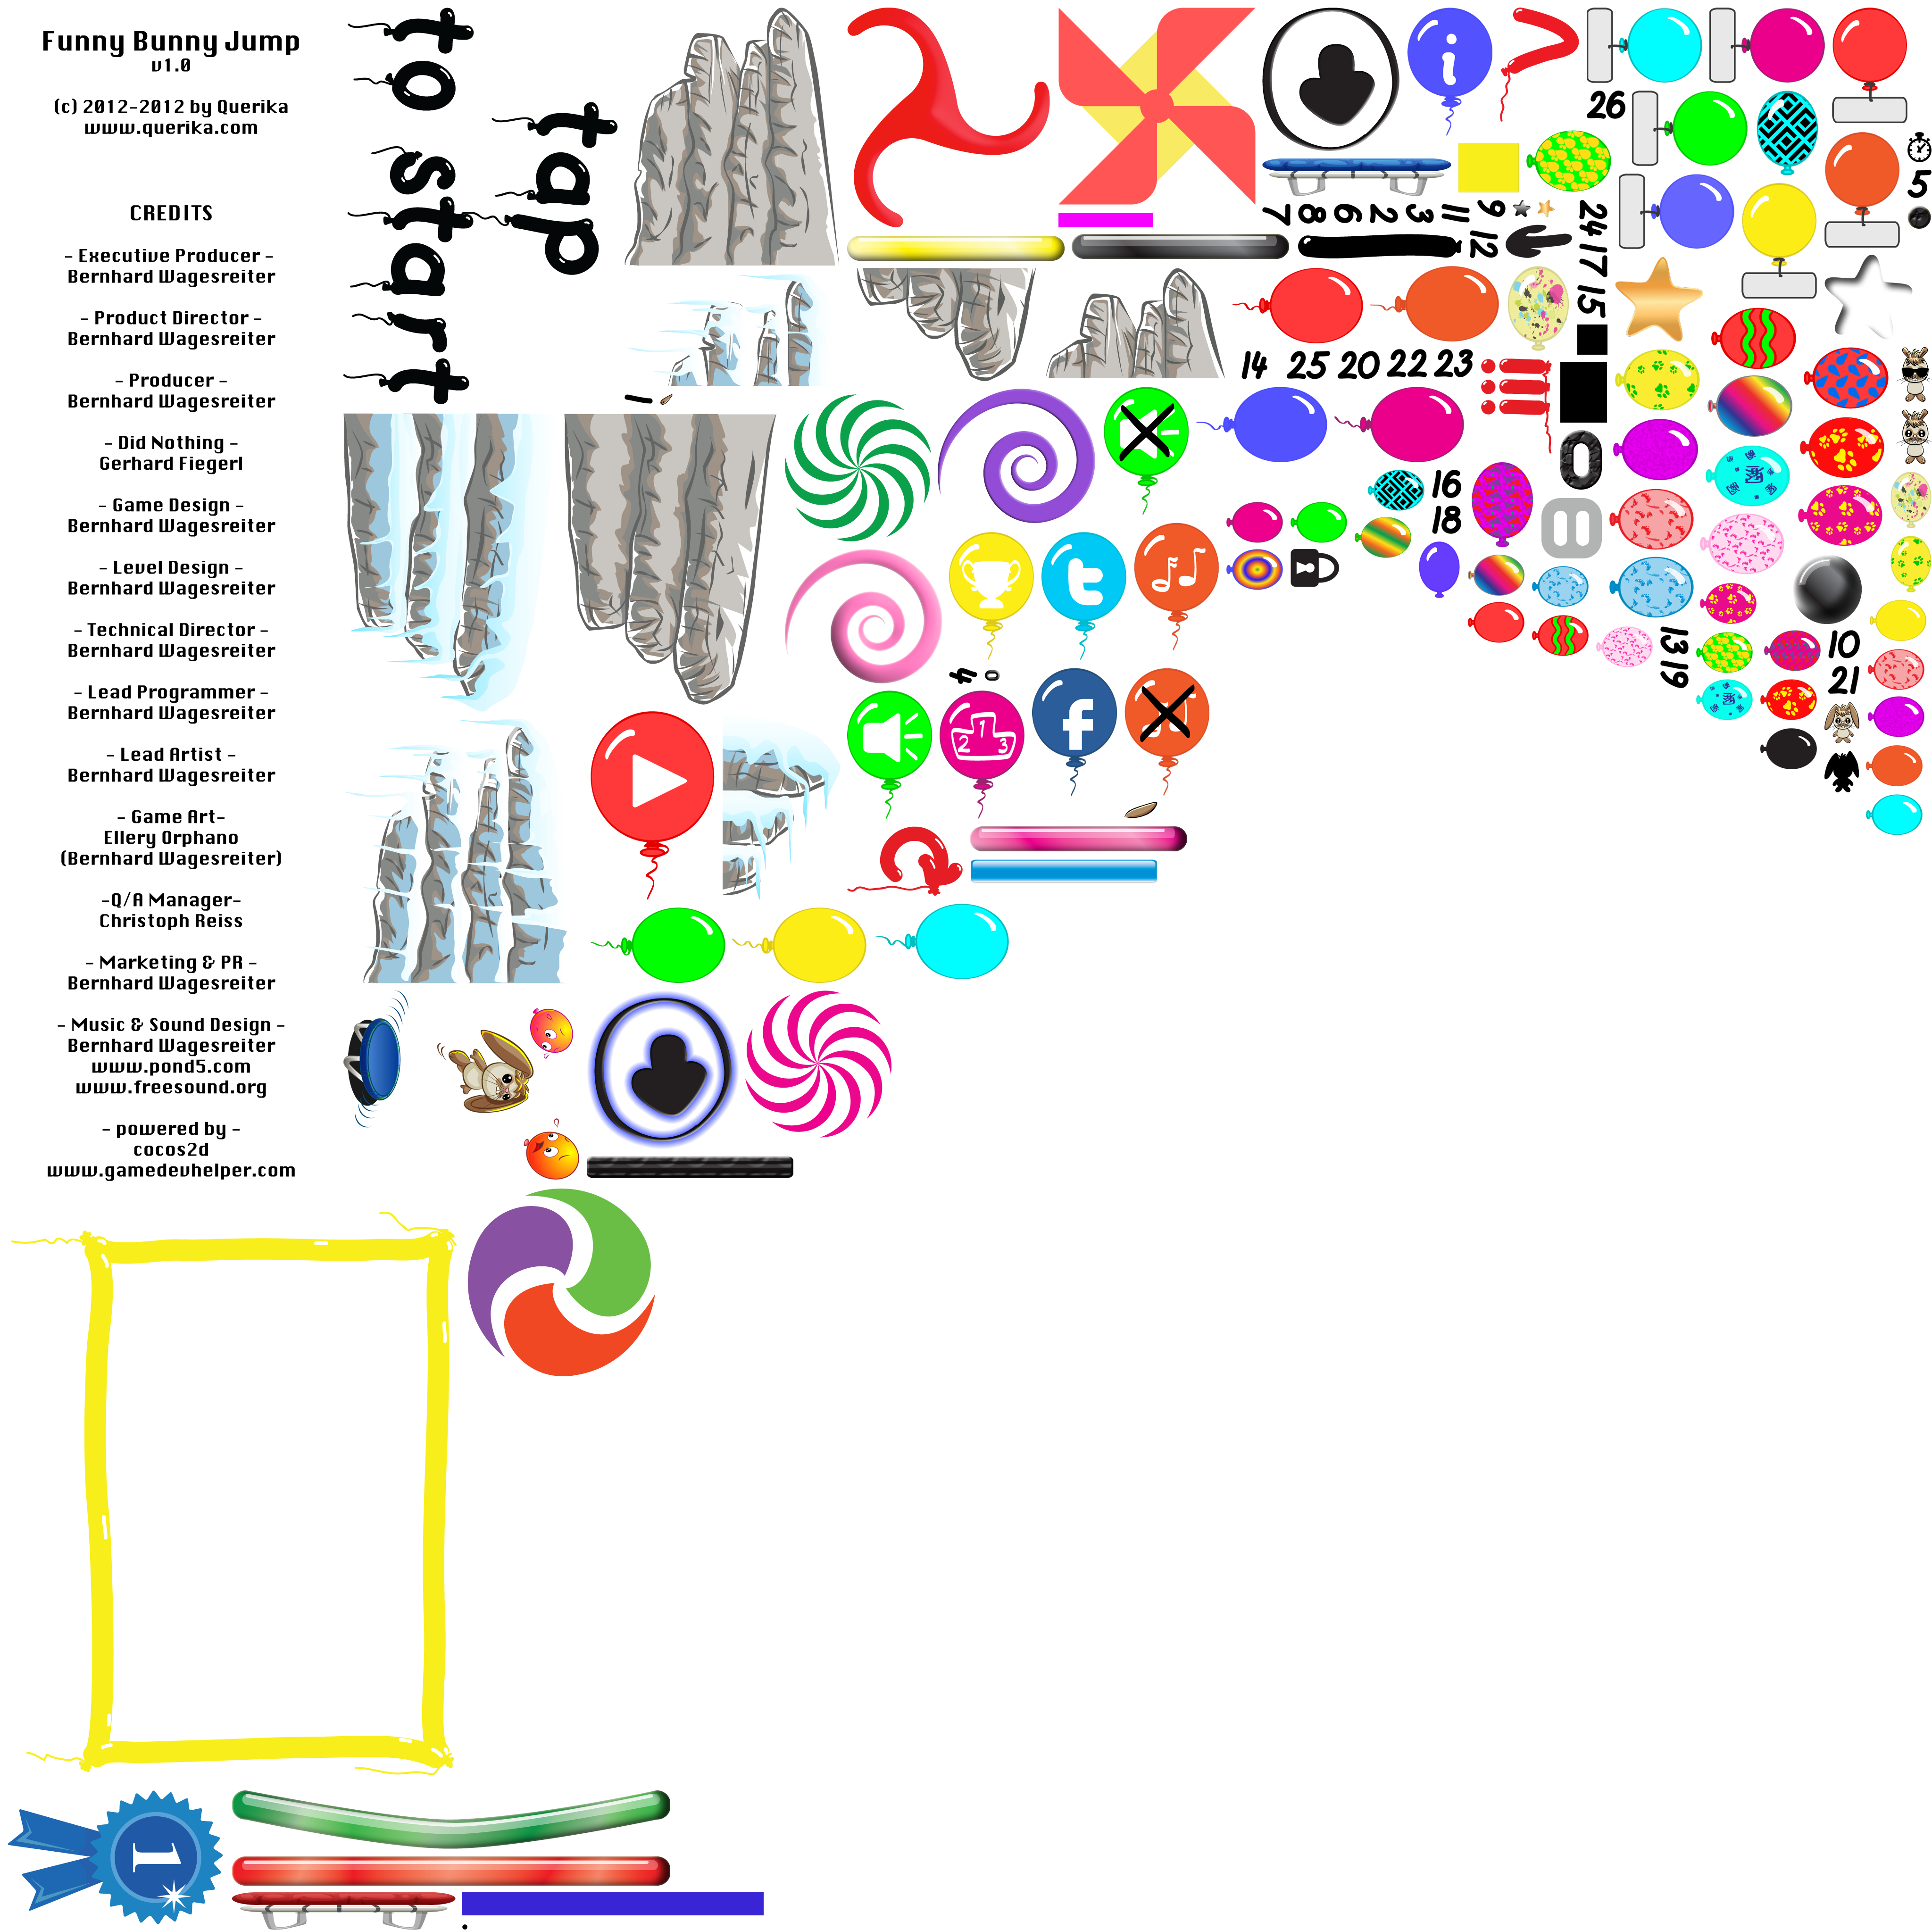 Funny Bunny Jump
v1.0
(c) 2012-2012 by Querika
www.querika.com
CREDITS
- Executive Producer -
Bernhard Wagesreiter
- Product Director -
Bernhard Wagesreiter
- Producer -
Bernhard Wagesreiter
- Did Nothing -
Gerhard Fiegerl
- Game Design -
Bernhard Wagesreiter
- Level Design -
Bernhard Wagesreiter
- Technical Director -
Bernhard Wagesreiter
- Lead Programmer -
Bernhard Wagesreiter
- Lead Artist -
Bernhard Wagesreiter
- Game Art-
Ellery Orphano
(Bernhard Wagesreiter)
-Q/A Manager-
Christoph Reiss
- Marketing & PR -
Bernhard Wagesreiter
- Music & Sound Design -
Bernhard Wagesreiter
www.pond5.com
www.freesound.org
- powered by -
cocos2d
www.gamedevhelper.com
to
start
tap
i
26
5
7
8
6
2
3
11
9
12
24
17
15
14
25
20
22
23
0
16
18
13
19
10
21
4
0
t
f
1
2
3
1